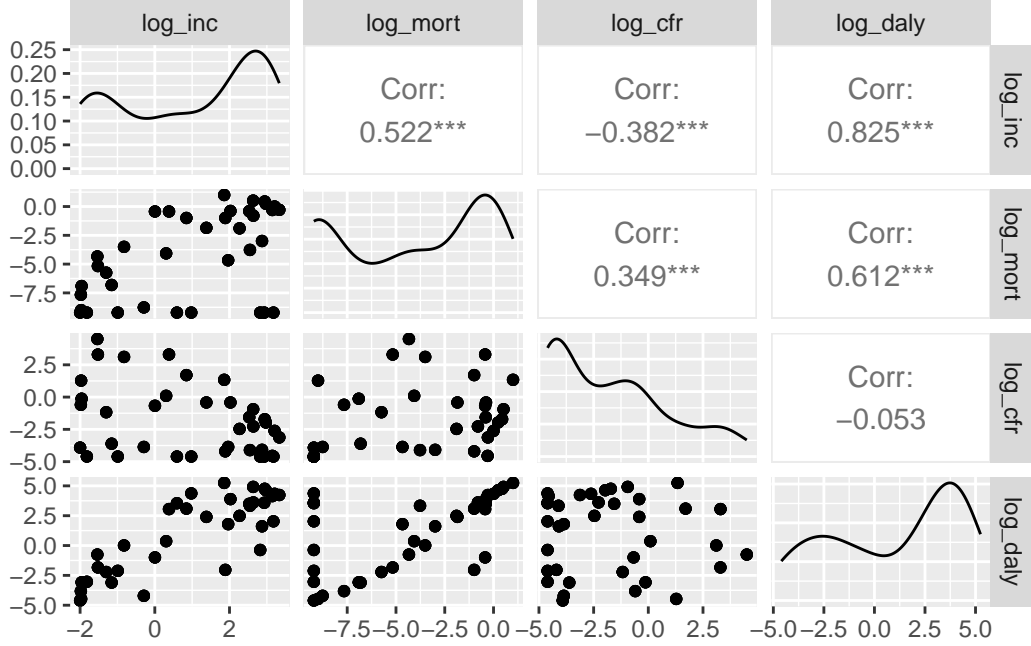 log_inc log_mort log_cfr log_daly
0.25
0.20
0.15
0.10
0.05
0.00
Corr:
0.522***
Corr:
−0.382***
Corr:
0.825***
log_inc
0.0
−2.5
−5.0
−7.5
Corr:
0.349***
Corr:
0.612***
log_mort
2.5
0.0
−2.5
−5.0
Corr:
−0.053
log_cfr
5.0
2.5
0.0
−2.5
−5.0
log_daly
−2 0 2
−7.5 −5.0 −2.5 0.0
−5.0 −2.5 0.0 2.5
−5.0 −2.5 0.0 2.5 5.0